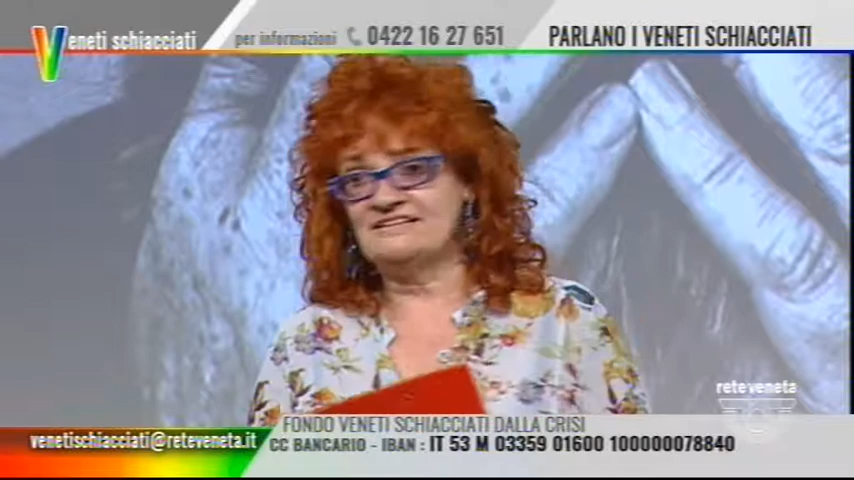 Veneti schiacciati
per informazioni 0422 16 27 651
PARLANO I VENETI SCHIACCIATI
reteveneta
FONDO VENETI SCHIACCIATI DALLA CRISI
venetischiacciati@reteveneta.it
CC BANCARIO - IBAN : IT 53 M 03359 01600 100000078840